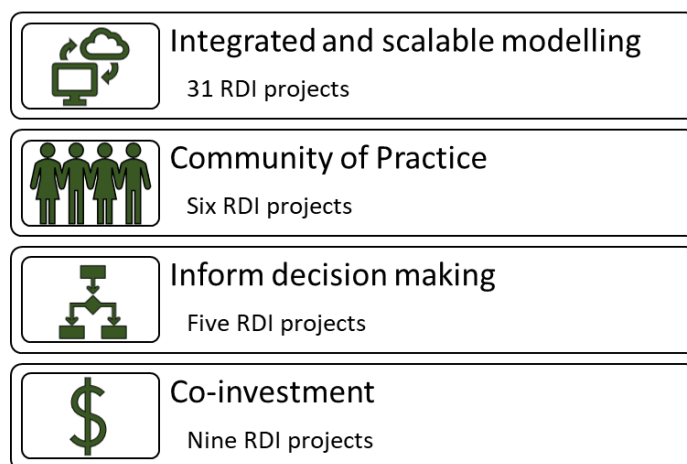 Integrated and scalable modelling
31 RDI projects
Community of Practice
Six RDI projects
Inform decision making
Five RDI projects
Co-investment
Nine RDI projects